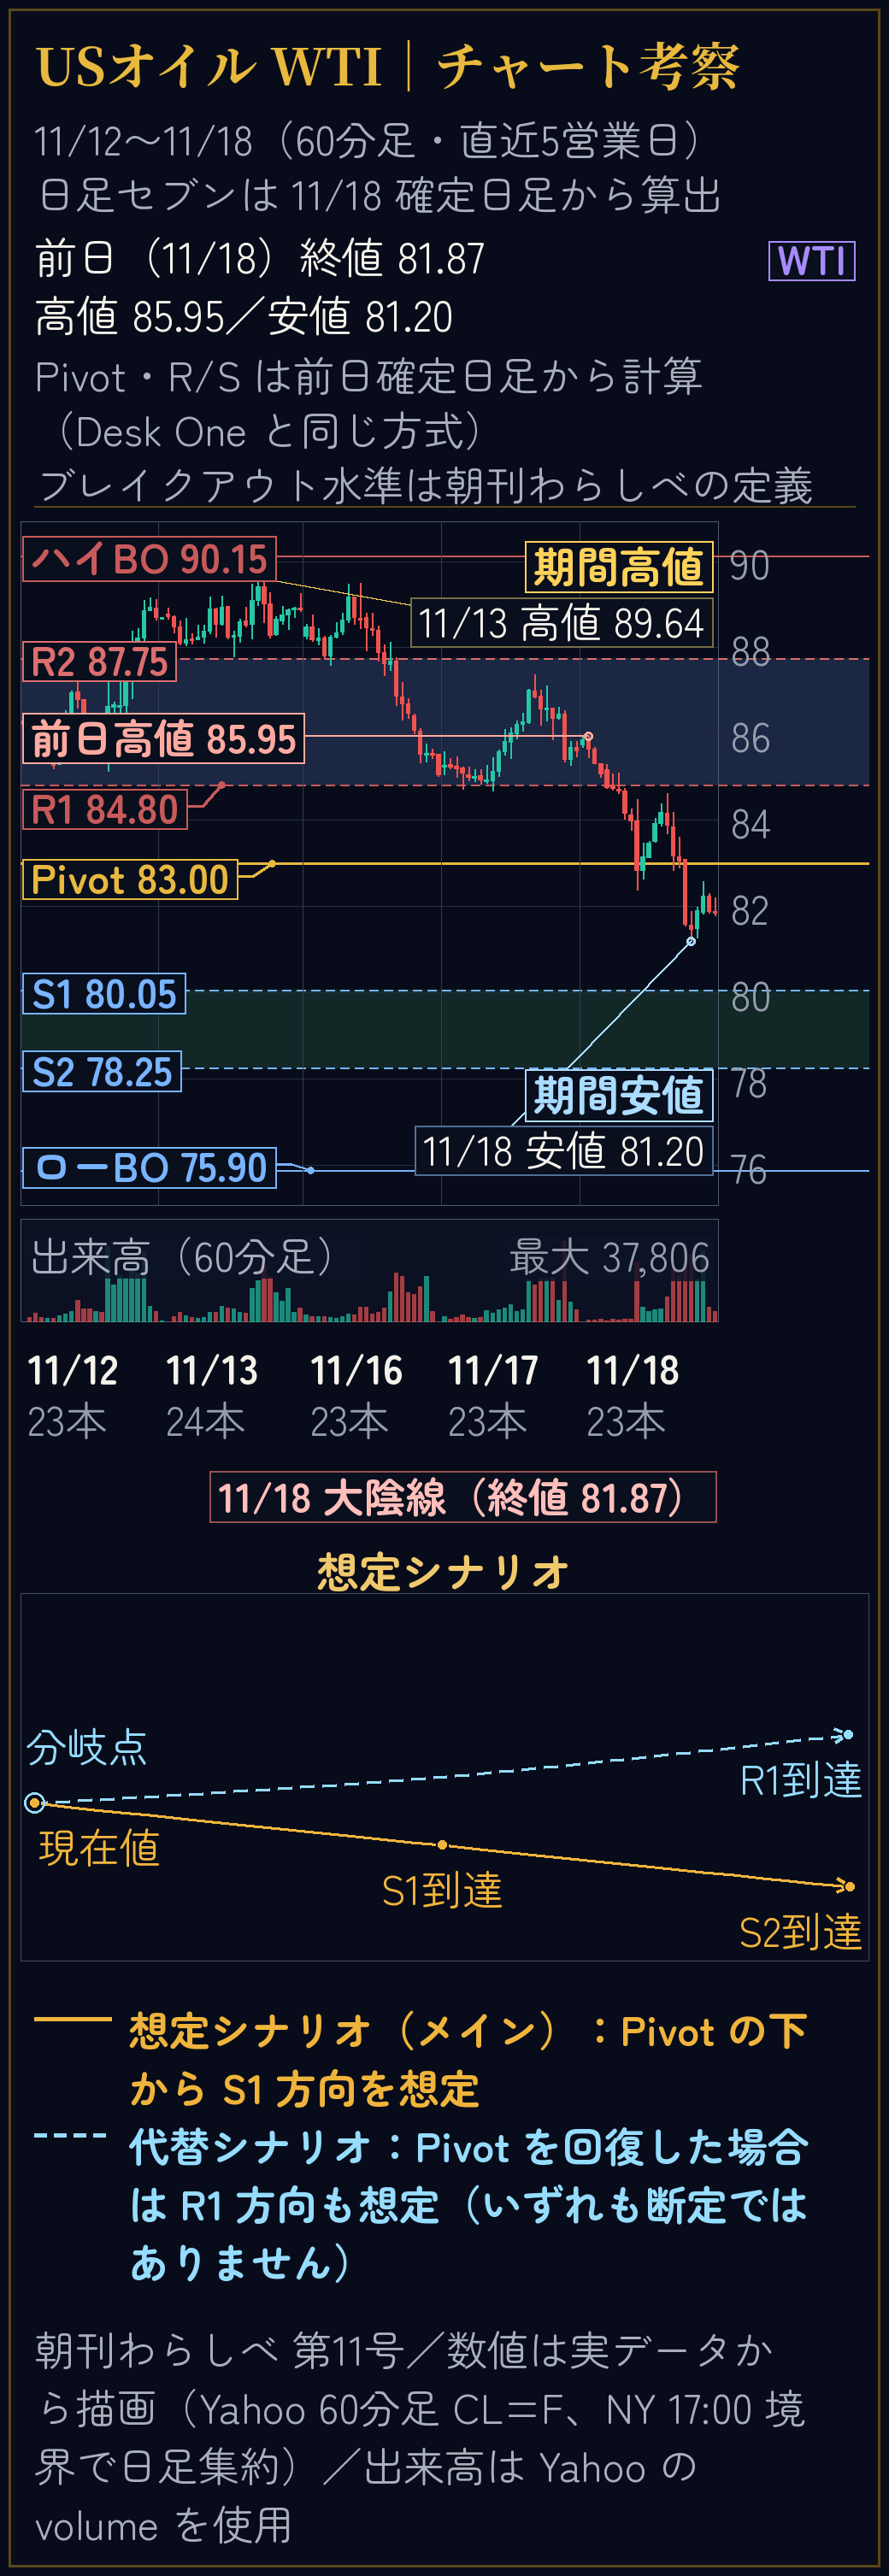 USオイル WTI｜チャート考察
11/12〜11/18（60分足・直近5営業日）
日足セブンは 11/18 確定日足から算出
前日（11/18）終値 81.87
WTI
高値 85.95／安値 81.20
Pivot・R/S は前日確定日足から計算
（Desk One と同じ方式）
ブレイクアウト水準は朝刊わらしべの定義
ハイBO 90.15
期間高値
90
11/13 高値 89.64
R2 87.75
88
前日高値 85.95
86
R1 84.80
84
Pivot 83.00
82
S1 80.05
80
S2 78.25
78
期間安値
11/18 安値 81.20
ローBO 75.90
76
出来高（60分足）
最大 37,806
11/12 11/13 11/16 11/17 11/18
23本 24本 23本 23本 23本
11/18 大陰線（終値 81.87）
想定シナリオ
分岐点
R1到達
現在値
S1到達
S2到達
想定シナリオ（メイン）：Pivot の下
から S1 方向を想定
代替シナリオ：Pivot を回復した場合
は R1 方向も想定（いずれも断定では
ありません）
朝刊わらしべ 第11号／数値は実データか
ら描画（Yahoo 60分足 CL=F、NY 17:00 境
界で日足集約）／出来高は Yahoo の
volume を使用